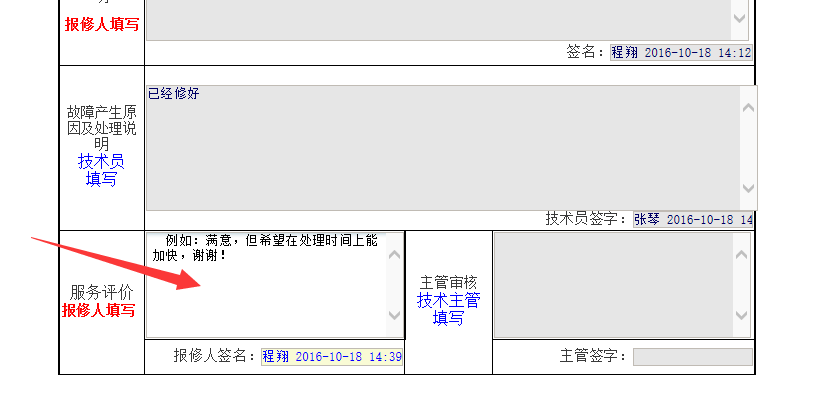 报修人填写
签名：程翔 2016-10-18 14:12
故障产生原
因及处理说
明
技术员
填写
已经修好
技术员签字：张琴 2016-10-18 14
服务评价
报修人填写
例如：满意，但希望在处理时间上能
加快，谢谢！
报修人签名：程翔 2016-10-18 14:39
主管审核
技术主管
填写
主管签字：